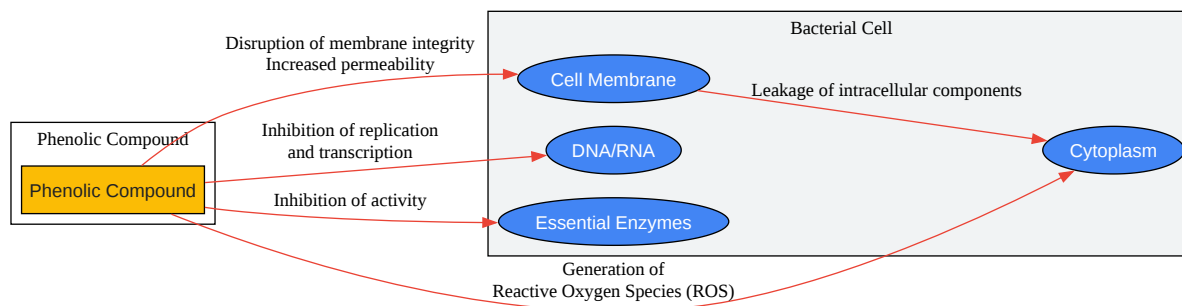 Bacterial Cell
Disruption of membrane integrity
Increased permeability
Cell Membrane
Leakage of intracellular components
Phenolic Compound
Phenolic Compound
Inhibition of replication
and transcription
DNA/RNA
Cytoplasm
Inhibition of activity
Essential Enzymes
Generation of
Reactive Oxygen Species (ROS)